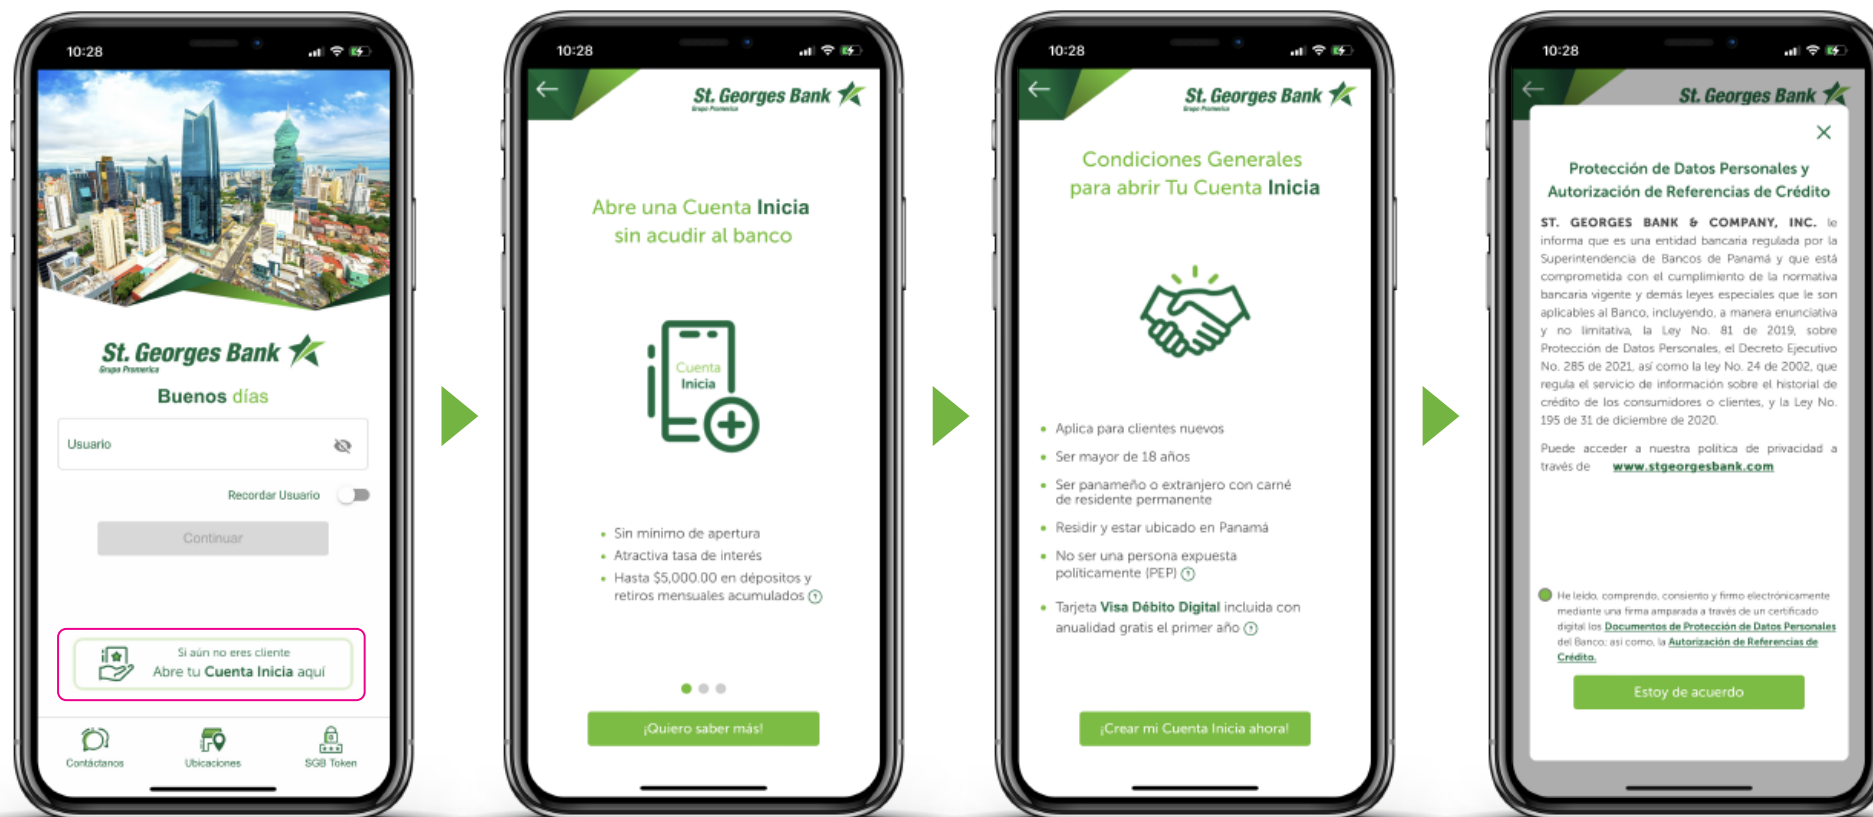 10:28
St. Georges Bank
Grupo Promerica
Buenos días
Usuario
Recordar Usuario
Continuar
Si aún no eres cliente
Abre tu Cuenta Inicia aquí
Contáctanos
Ubicaciones
SGB Token
10:28
St. Georges Bank
Grupo Promerica
Abre una Cuenta Inicia
sin acudir al banco
Cuenta
Inicia
• Sin mínimo de apertura
• Atractiva tasa de interés
• Hasta $5,000.00 en dépositos y
retiros mensuales acumulados
¡Quiero saber más!
10:28
St. Georges Bank
Grupo Promerica
Condiciones Generales
para abrir Tu Cuenta Inicia
• Aplica para clientes nuevos
• Ser mayor de 18 años
• Ser panameño o extranjero con carné
de residente permanente
• Residir y estar ubicado en Panamá
• No ser una persona expuesta
políticamente (PEP)
• Tarjeta Visa Débito Digital incluida con
anualidad gratis el primer año
¡Crear mi Cuenta Inicia ahora!
10:28
St. Georges Bank
Protección de Datos Personales y
Autorización de Referencias de Crédito
ST. GEORGES BANK & COMPANY, INC. le
informa que es una entidad bancaria regulada por la
Superintendencia de Bancos de Panamá y que está
comprometida con el cumplimiento de la normativa
bancaria vigente y demás leyes especiales que le son
aplicables al Banco, incluyendo, a manera enunciativa
y no limitativa, la Ley No. 81 de 2019, sobre
Protección de Datos Personales, el Decreto Ejecutivo
No. 285 de 2021, así como la ley No. 24 de 2002, que
regula el servicio de información sobre el historial de
crédito de los consumidores o clientes, y la Ley No.
195 de 31 de diciembre de 2020.
Puede acceder a nuestra política de privacidad a
través de www.stgeorgesbank.com
He leído, comprendo, consiento y firmo electrónicamente
mediante una firma amparada a través de un certificado
digital los Documentos de Protección de Datos Personales
del Banco; así como, la Autorización de Referencias de
Crédito.
Estoy de acuerdo